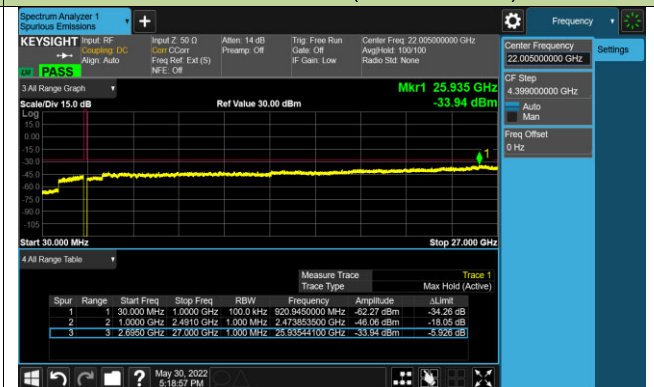 Spectrum Analyzer 1
Spurious Emissions
Frequency
KEYSIGHT
Input: RF
Coupling: DC
Align: Auto
Input Z: 50 Ω
Corr CCorr
Freq Ref: Ext (S)
NFE: Off
Atten: 14 dB
Preamp: Off
Trig: Free Run
Gate: Off
IF Gain: Low
Center Freq: 22.005000000 GHz
Avg|Hold: 100/100
Radio Std: None
PASS
Center Frequency
22.005000000 GHz
Settings
CF Step
4.399000000 GHz
Auto
Man
Freq Offset
0 Hz
3 All Range Graph
Mkr1 25.935 GHz
Scale/Div 15.0 dB
Ref Value 30.00 dBm
-33.94 dBm
Log
15.0
0.00
-15.0
-30.0
-45.0
-60.0
-75.0
-90.0
-105
1
Start 30.000 MHz
Stop 27.000 GHz
4 All Range Table
Measure Trace Trace 1
Trace Type Max Hold (Active)
Spur Range Start Freq Stop Freq RBW Frequency Amplitude ΔLimit
1 1 30.000 MHz 1.0000 GHz 100.0 kHz 920.9450000 MHz -62.27 dBm -34.26 dB
2 2 1.0000 GHz 2.4910 GHz 1.000 MHz 2.473853500 GHz -46.06 dBm -18.05 dB
3 3 2.6950 GHz 27.000 GHz 1.000 MHz 25.93544100 GHz -33.94 dBm -5.926 dB
?
May 30, 2022
5:18:57 PM